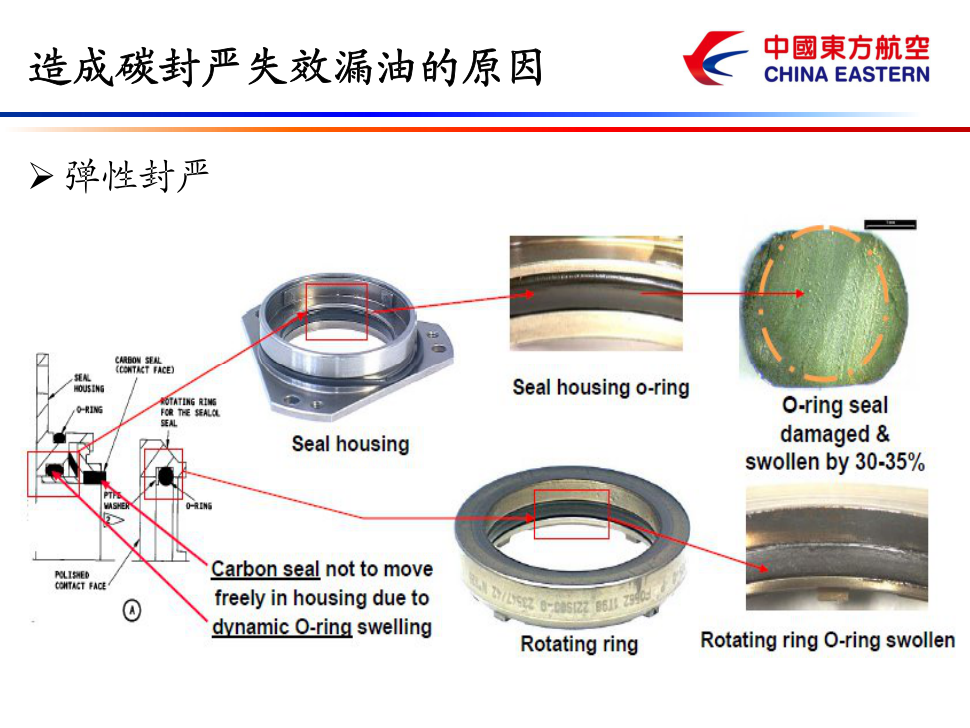 造成碳封严失效漏油的原因
中國東方航空
CHINA EASTERN
弹性封严
Seal housing o-ring
O-ring seal
damaged &
swollen by 30-35%
Seal housing
CARBON SEAL
(CONTACT FACE)
SEAL
HOUSING
O-RING
ROTATING RING
FOR THE SEALOL
SEAL
PTFE
WASHER
2
O-RING
POLISHED
CONTACT FACE
A
Carbon seal not to move
freely in housing due to
dynamic O-ring swelling
Rotating ring
Rotating ring O-ring swollen